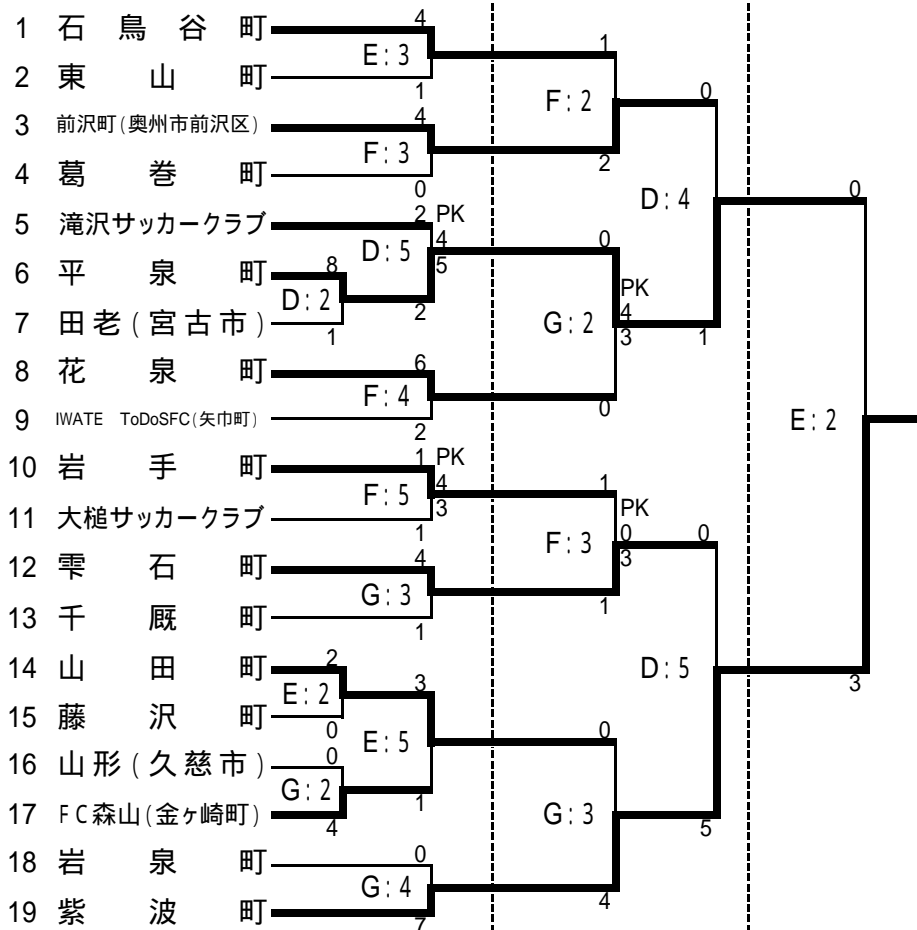 4
1 石鳥谷町
1
E:3
2 東山町
1
F:2
0
4
3 前沢町(奥州市前沢区)
F:3
2
4 葛巻町
0
D:4
0
2 PK
5 滝沢サッカークラブ
4
0
D:5
5
6 平泉町
8
PK
D:2
4
7 田老(宮古市)
1
2
G:2
3
1
8 花泉町
6
F:4
0
9 IWATE ToDoSFC(矢巾町)
2
E:2
10 岩手町
1 PK
4
1
F:5
3
PK
11 大槌サッカークラブ
1
0
0
F:3
3
12 雫石町
4
G:3
1
13 千厩町
1
14 山田町
2
3
D:5
3
E:2
15 藤沢町
0
E:5
0
16 山形(久慈市)
0
G:2
1
17 FC森山(金ヶ崎町)
4
G:3
5
18 岩泉町
0
G:4
4
19 紫波町
7